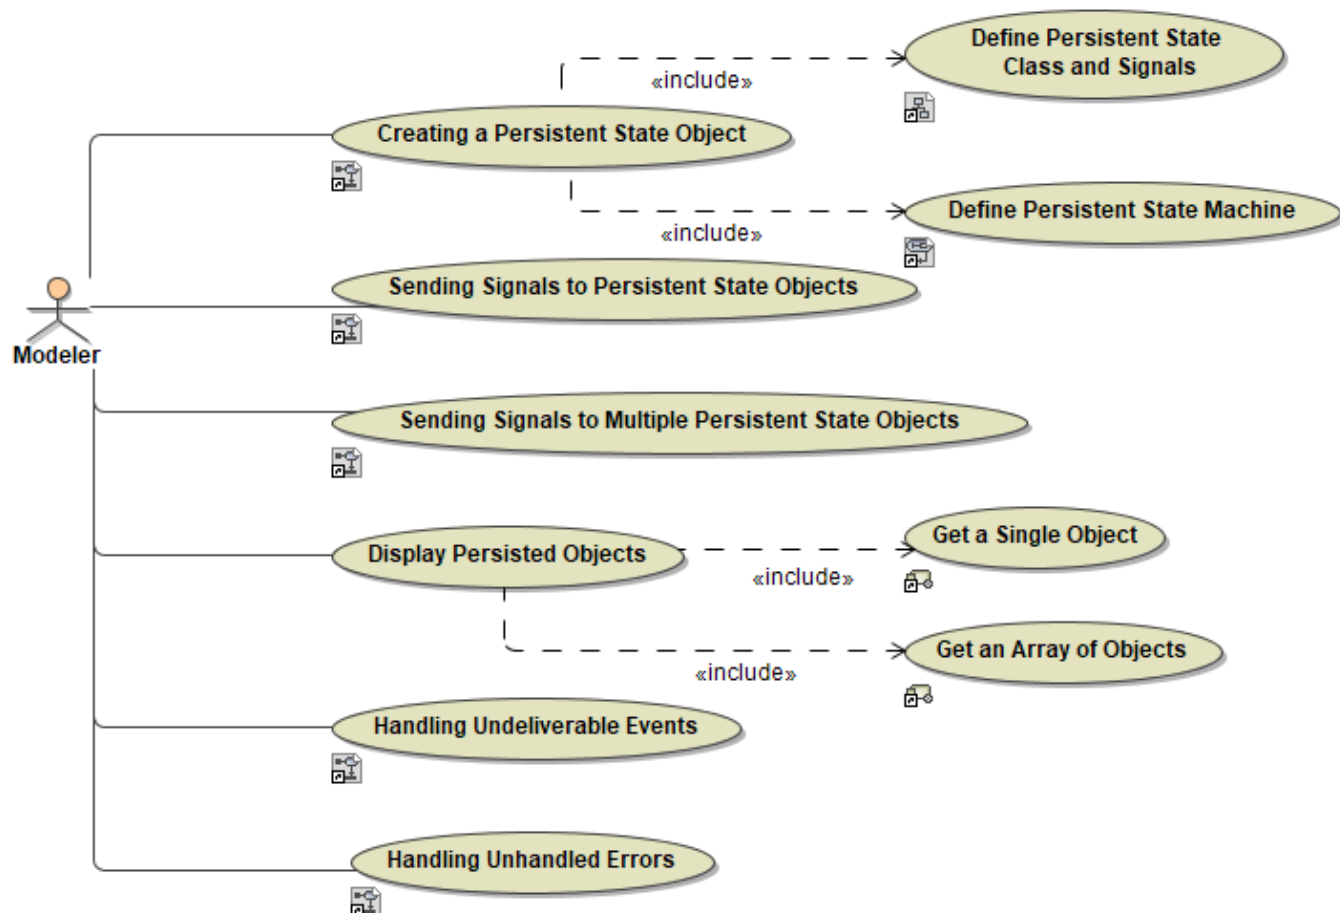 Define Persistent State
Class and Signals
«include»
Creating a Persistent State Object
Define Persistent State Machine
«include»
Sending Signals to Persistent State Objects
Modeler
Sending Signals to Multiple Persistent State Objects
Get a Single Object
Display Persisted Objects
«include»
Get an Array of Objects
«include»
Handling Undeliverable Events
Handling Unhandled Errors